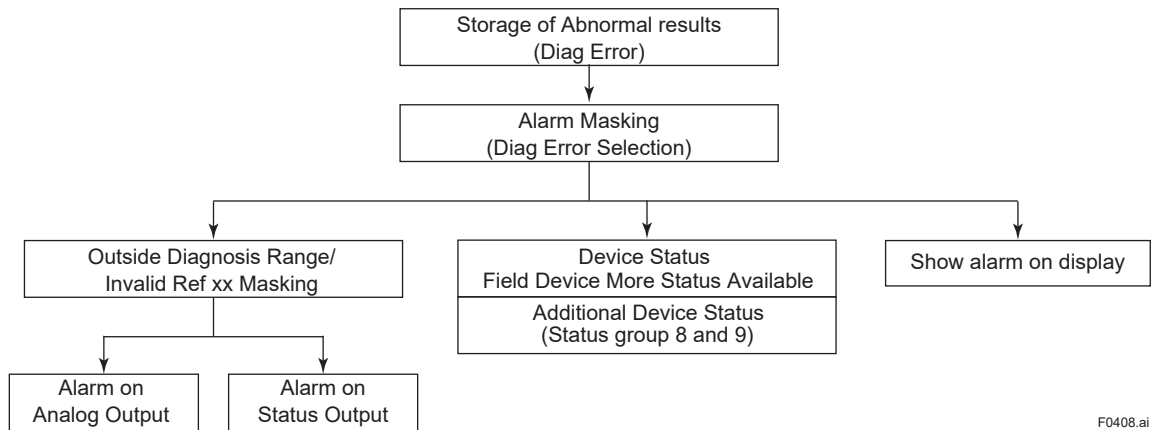 Storage of Abnormal results
(Diag Error)
Alarm Masking
(Diag Error Selection)
Outside Diagnosis Range/
Invalid Ref xx Masking
Device Status
Field Device More Status Available
Additional Device Status
(Status group 8 and 9)
Show alarm on display
Alarm on
Analog Output
Alarm on
Status Output
F0408.ai